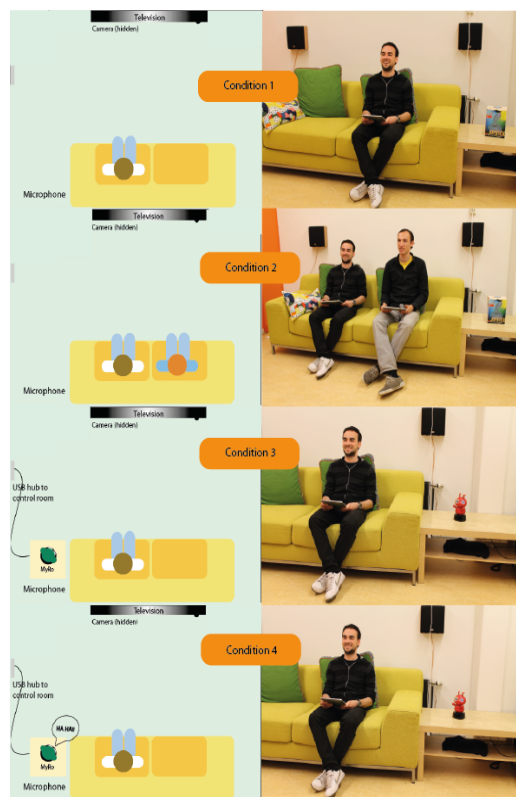 Television
Camera (hidden)
Condition 1
Microphone
Television
Camera (hidden)
Condition 2
Microphone
Television
Camera (hidden)
Condition 3
USB hub to
control room
MyRo
Microphone
Television
Camera (hidden)
Condition 4
USB hub to
control room
HA HA!!
MyRo
Microphone